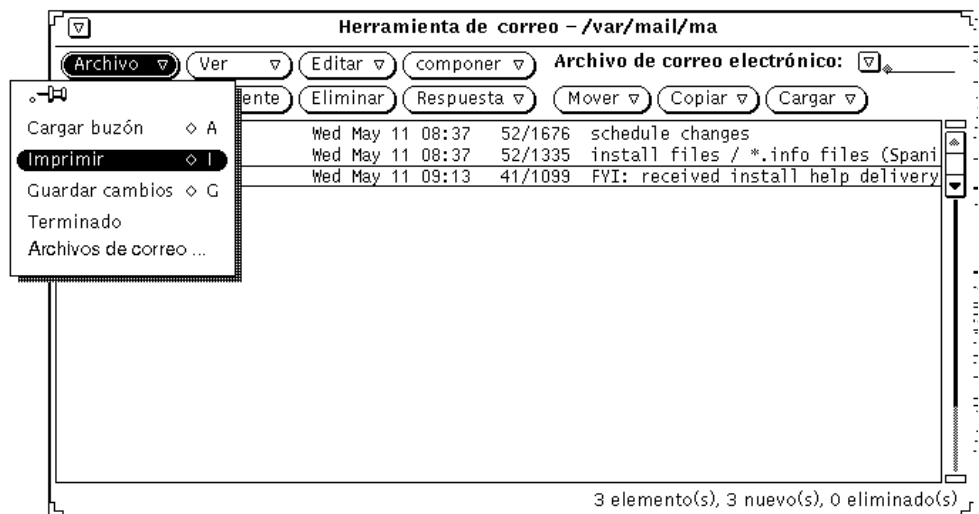 Herramienta de correo – /var/mail/ma
Archivo Ver Editar componer Archivo de correo electrónico:
ente Eliminar Respuesta Mover Copiar Cargar
Cargar buzón ◇ A
Imprimir ◇ I
Guardar cambios ◇ G
Terminado
Archivos de correo ...
Wed May 11 08:37 52/1676 schedule changes
Wed May 11 08:37 52/1335 install files / *.info files (Spani
Wed May 11 09:13 41/1099 FYI: received install help delivery
3 elemento(s), 3 nuevo(s), 0 eliminado(s)